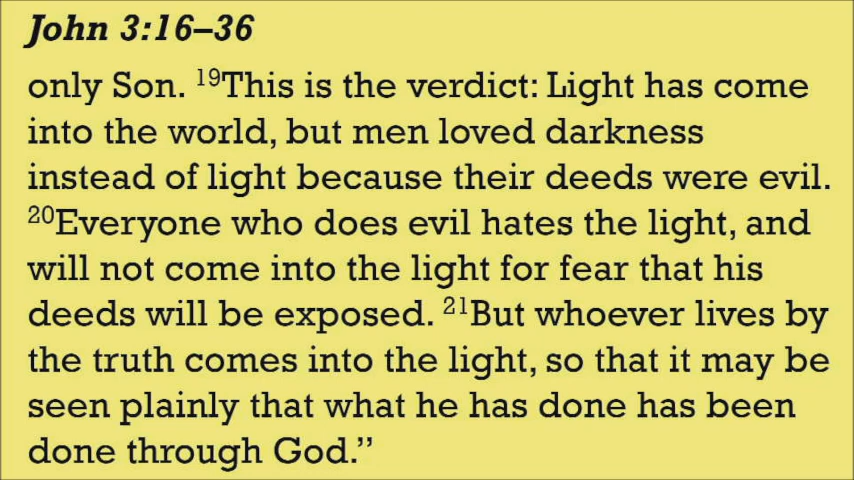 John 3:16–36
only Son. ¹⁹This is the verdict: Light has come
into the world, but men loved darkness
instead of light because their deeds were evil.
²⁰Everyone who does evil hates the light, and
will not come into the light for fear that his
deeds will be exposed. ²¹But whoever lives by
the truth comes into the light, so that it may be
seen plainly that what he has done has been
done through God.”